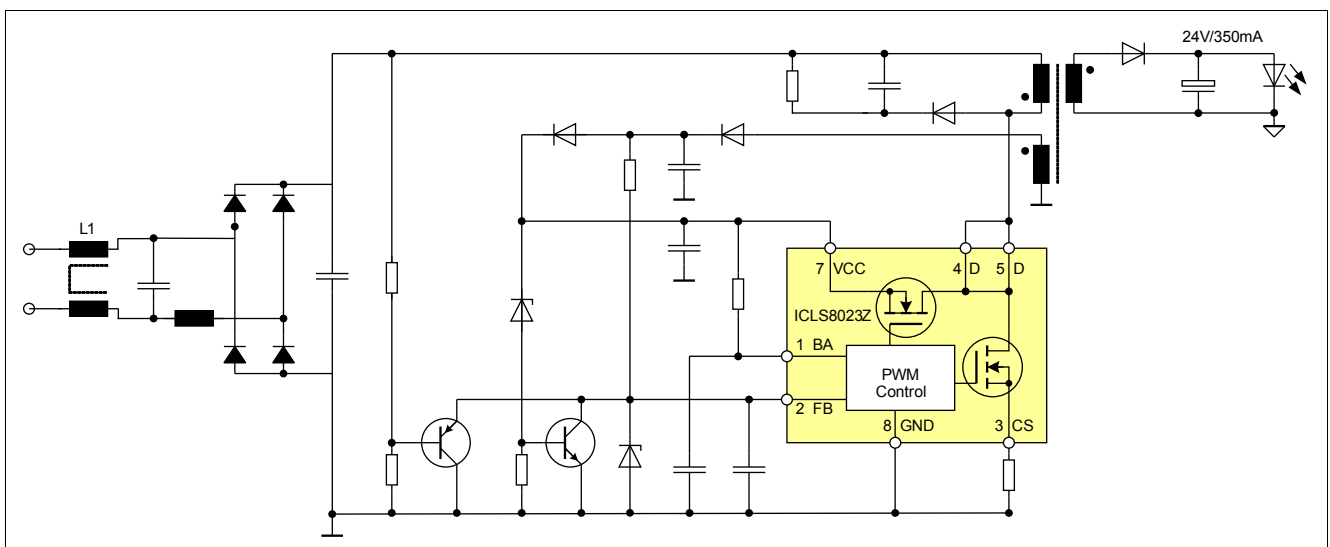 24V/350mA
L1
7 VCC
4 D
5 D
ICLS8023Z
1 BA
PWM
Control
2 FB
8 GND
3 CS